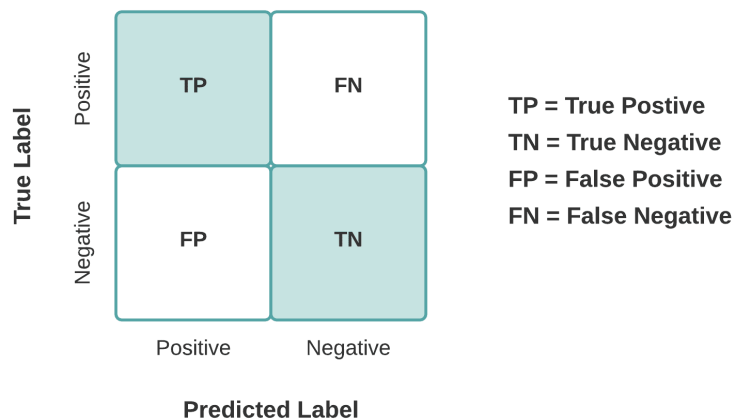 True Label
Positive
Negative
TP
FN
FP
TN
Positive
Negative
Predicted Label
TP = True Postive
TN = True Negative
FP = False Positive
FN = False Negative